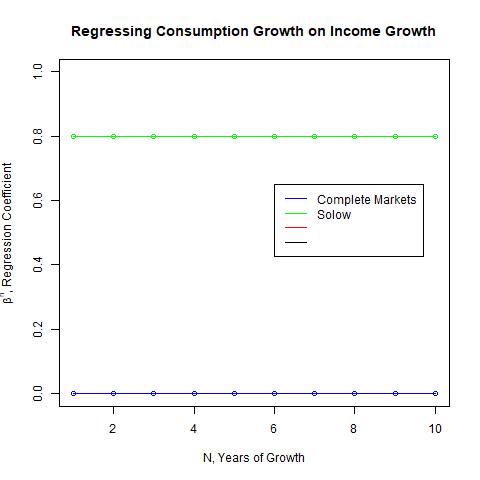 Regressing Consumption Growth on Income Growth
1.0
0.8
0.6
0.4
0.2
0.0
βⁿ, Regression Coefficient
Complete Markets
Solow
2
4
6
8
10
N, Years of Growth